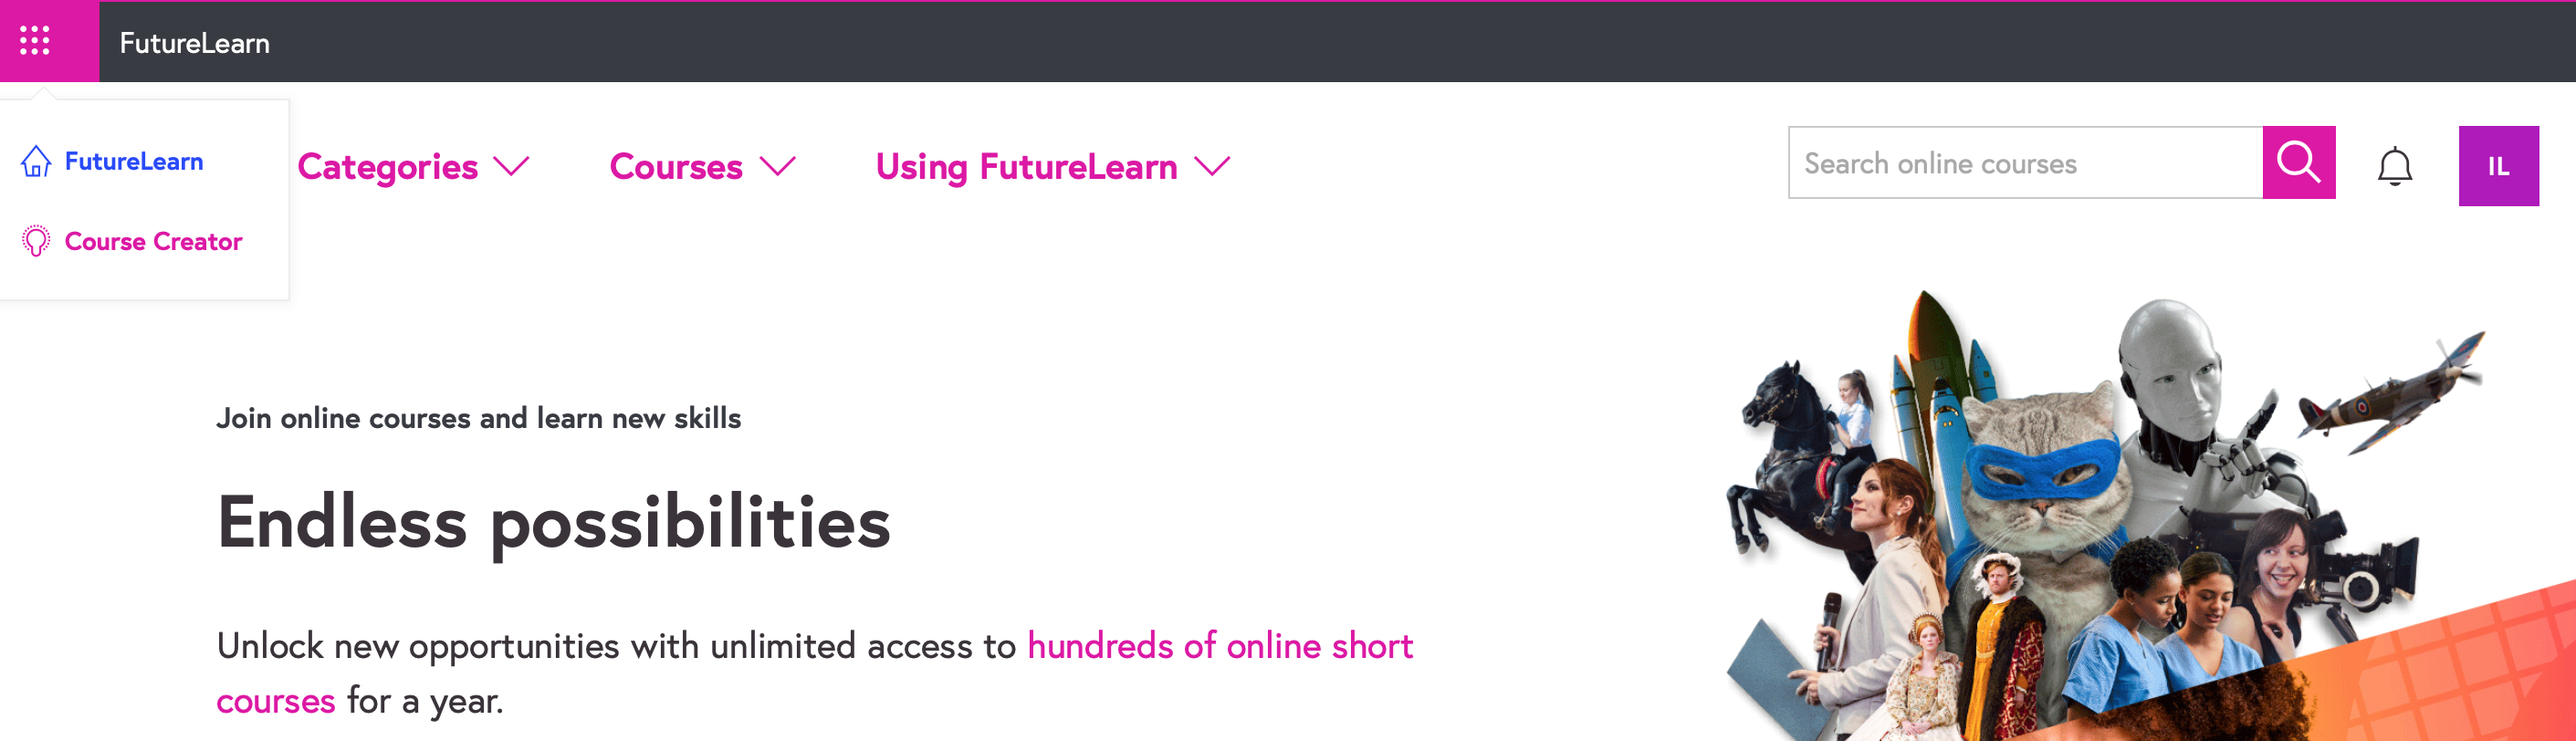 FutureLearn
FutureLearn
Course Creator
Categories
Courses
Using FutureLearn
Search online courses
IL
Join online courses and learn new skills
Endless possibilities
Unlock new opportunities with unlimited access to hundreds of online short
courses for a year.